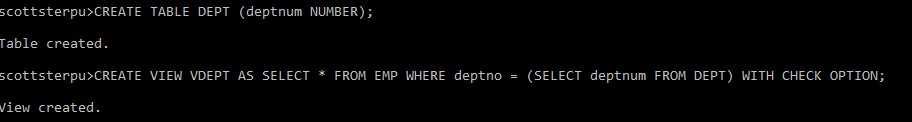 scottsterpu>CREATE TABLE DEPT (deptnum NUMBER);
Table created.
scottsterpu>CREATE VIEW VDEPT AS SELECT * FROM EMP WHERE deptno = (SELECT deptnum FROM DEPT) WITH CHECK OPTION;
View created.